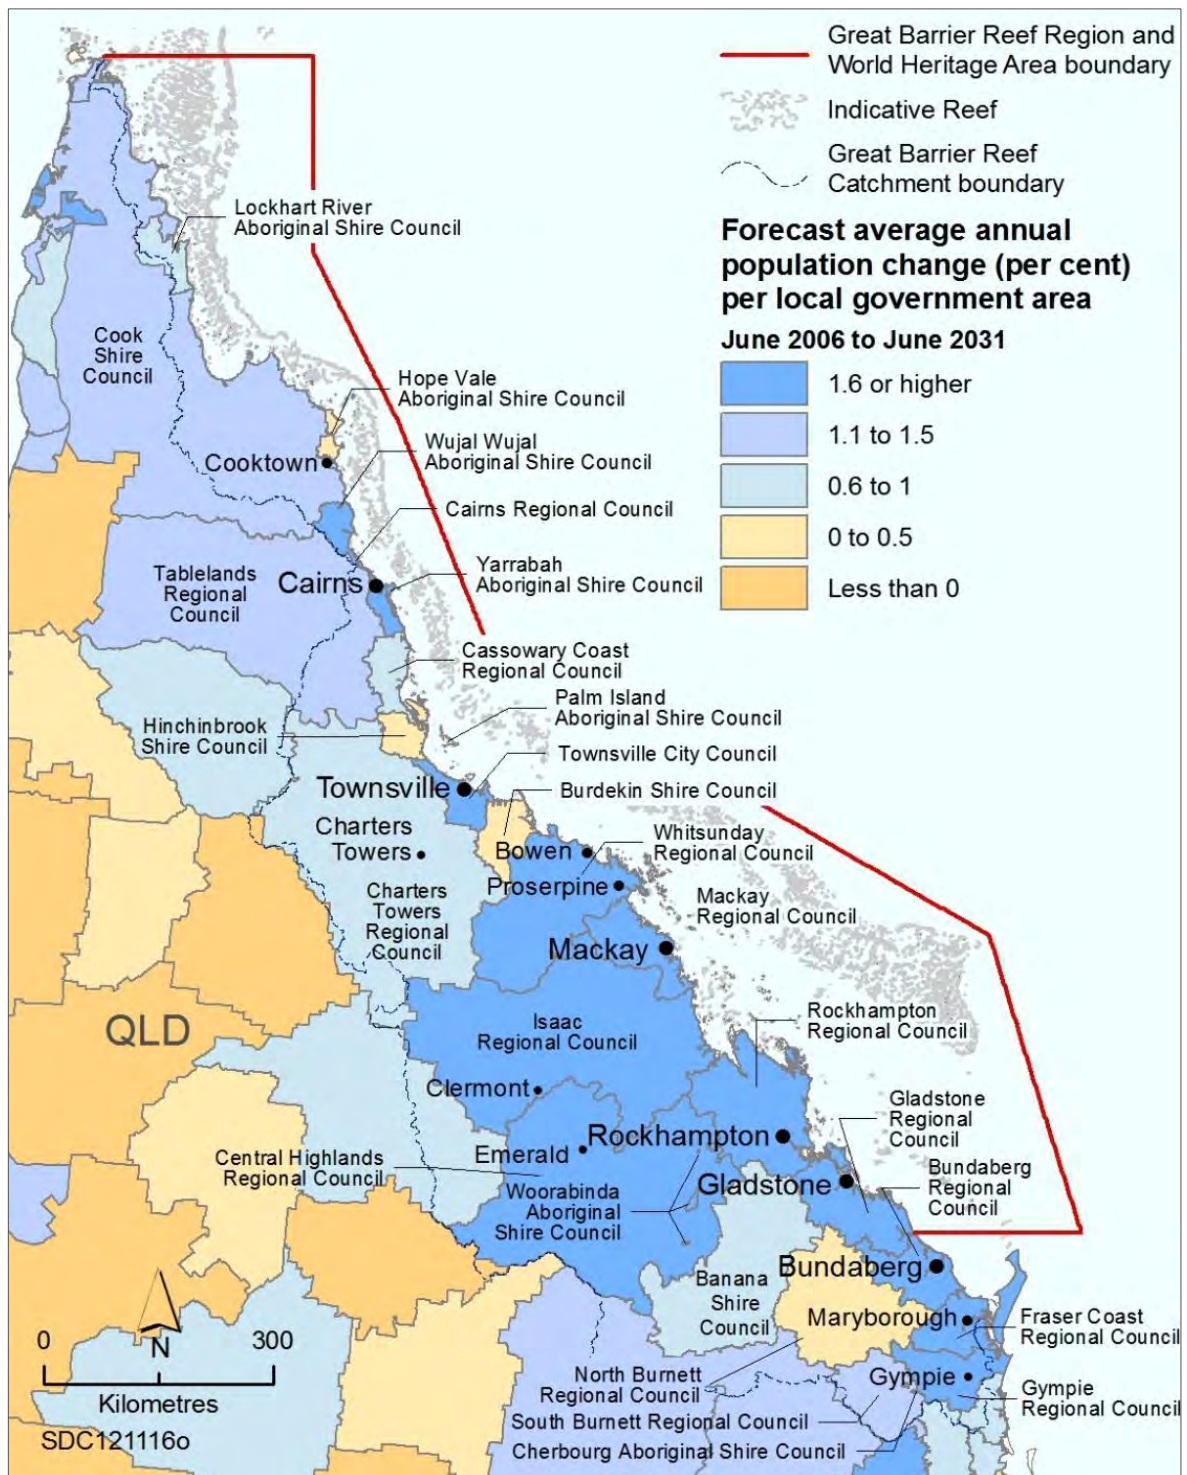 Great Barrier Reef Region and
World Heritage Area boundary
Indicative Reef
Great Barrier Reef
Catchment boundary
Forecast average annual
population change (per cent)
per local government area
June 2006 to June 2031
1.6 or higher
1.1 to 1.5
0.6 to 1
0 to 0.5
Less than 0
Lockhart River
Aboriginal Shire Council
Cook
Shire
Council
Hope Vale
Aboriginal Shire Council
Wujal Wujal
Aboriginal Shire Council
Cooktown
Cairns Regional Council
Yarrabah
Aboriginal Shire Council
Tablelands
Regional
Council
Cairns
Cassowary Coast
Regional Council
Palm Island
Aboriginal Shire Council
Hinchinbrook
Shire Council
Townsville City Council
Townsville
Burdekin Shire Council
Charters
Towers
Bowen
Whitsunday
Regional Council
Proserpine
Charters
Towers
Regional
Council
Mackay
Regional Council
Mackay
QLD
Isaac
Regional Council
Rockhampton
Regional Council
Clermont
Gladstone
Regional
Council
Rockhampton
Emerald
Central Highlands
Regional Council
Bundaberg
Regional
Council
Gladstone
Woorabinda
Aboriginal
Shire Council
Bundaberg
Banana
Shire
Council
Maryborough
Fraser Coast
Regional Council
North Burnett
Regional Council
Gympie
Gympie
Regional Council
South Burnett Regional Council
Cherbourg Aboriginal Shire Council
0 300
N
Kilometres
SDC121116o